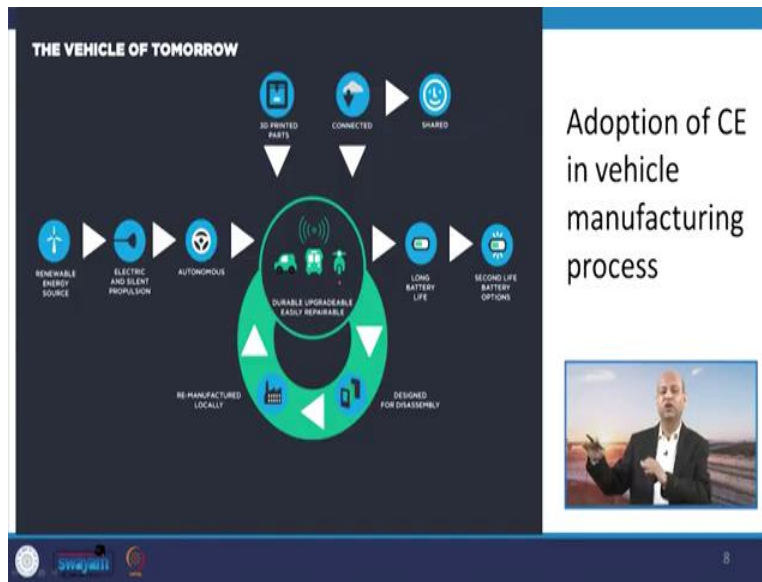 THE VEHICLE OF TOMORROW
3D PRINTED
PARTS
CONNECTED
SHARED
Adoption of CE
in vehicle
manufacturing
process
RENEWABLE
ENERGY
SOURCE
ELECTRIC
AND SILENT
PROPULSION
AUTONOMOUS
DURABLE UPGRADEABLE
EASILY REPAIRABLE
LONG
BATTERY
LIFE
SECOND LIFE
BATTERY
OPTIONS
RE-MANUFACTURED
LOCALLY
DESIGNED
FOR DISASSEMBLY
swayam
8